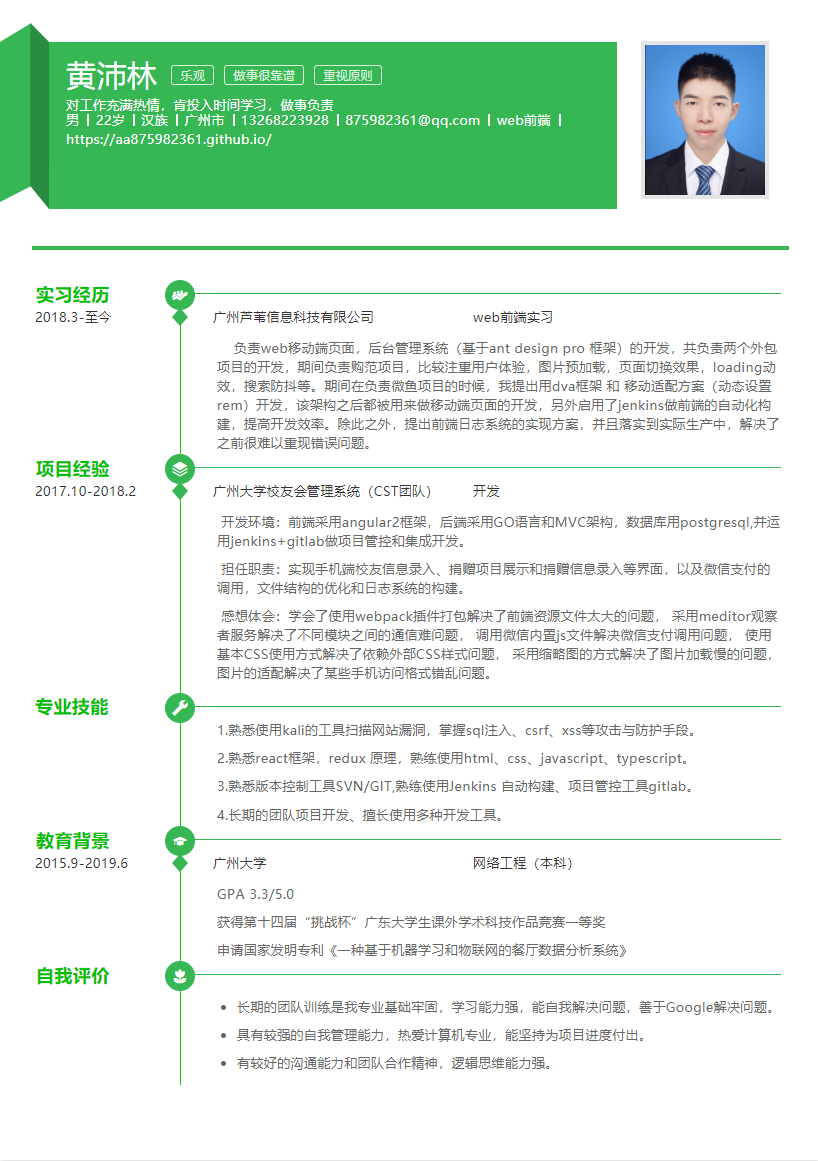 黄沛林 乐观 做事很靠谱 重视原则
对工作充满热情，肯投入时间学习，做事负责
男 | 22岁 | 汉族 | 广州市 | 13268223928 | 875982361@qq.com | web前端 |
https://aa875982361.github.io/
实习经历
2018.3-至今 广州芦苇信息科技有限公司 web前端实习
负责web移动端页面，后台管理系统（基于ant design pro 框架）的开发，共负责两个外包
项目的开发，期间负责购范项目，比较注重用户体验，图片预加载，页面切换效果，loading动
效，搜索防抖等。期间在负责微鱼项目的时候，我提出用dva框架 和 移动适配方案（动态设置
rem）开发，该架构之后都被用来做移动端页面的开发，另外启用了jenkins做前端的自动化构
建，提高开发效率。除此之外，提出前端日志系统的实现方案，并且落实到实际生产中，解决了
之前很难以重现错误问题。
项目经验
2017.10-2018.2 广州大学校友会管理系统（CST团队） 开发
开发环境：前端采用angular2框架，后端采用GO语言和MVC架构，数据库用postgresql,并运
用jenkins+gitlab做项目管控和集成开发。
担任职责：实现手机端校友信息录入、捐赠项目展示和捐赠信息录入等界面，以及微信支付的
调用，文件结构的优化和日志系统的构建。
感想体会：学会了使用webpack插件打包解决了前端资源文件太大的问题， 采用meditor观察
者服务解决了不同模块之间的通信难问题， 调用微信内置js文件解决微信支付调用问题， 使用
基本CSS使用方式解决了依赖外部CSS样式问题， 采用缩略图的方式解决了图片加载慢的问题，
图片的适配解决了某些手机访问格式错乱问题。
专业技能
1.熟悉使用kali的工具扫描网站漏洞，掌握sql注入、csrf、xss等攻击与防护手段。
2.熟悉react框架，redux 原理，熟练使用html、css、javascript、typescript。
3.熟悉版本控制工具SVN/GIT,熟练使用Jenkins 自动构建、项目管控工具gitlab。
4.长期的团队项目开发、擅长使用多种开发工具。
教育背景
2015.9-2019.6 广州大学 网络工程（本科）
GPA 3.3/5.0
获得第十四届“挑战杯”广东大学生课外学术科技作品竞赛一等奖
申请国家发明专利《一种基于机器学习和物联网的餐厅数据分析系统》
自我评价
• 长期的团队训练是我专业基础牢固，学习能力强，能自我解决问题，善于Google解决问题。
• 具有较强的自我管理能力，热爱计算机专业，能坚持为项目进度付出。
• 有较好的沟通能力和团队合作精神，逻辑思维能力强。